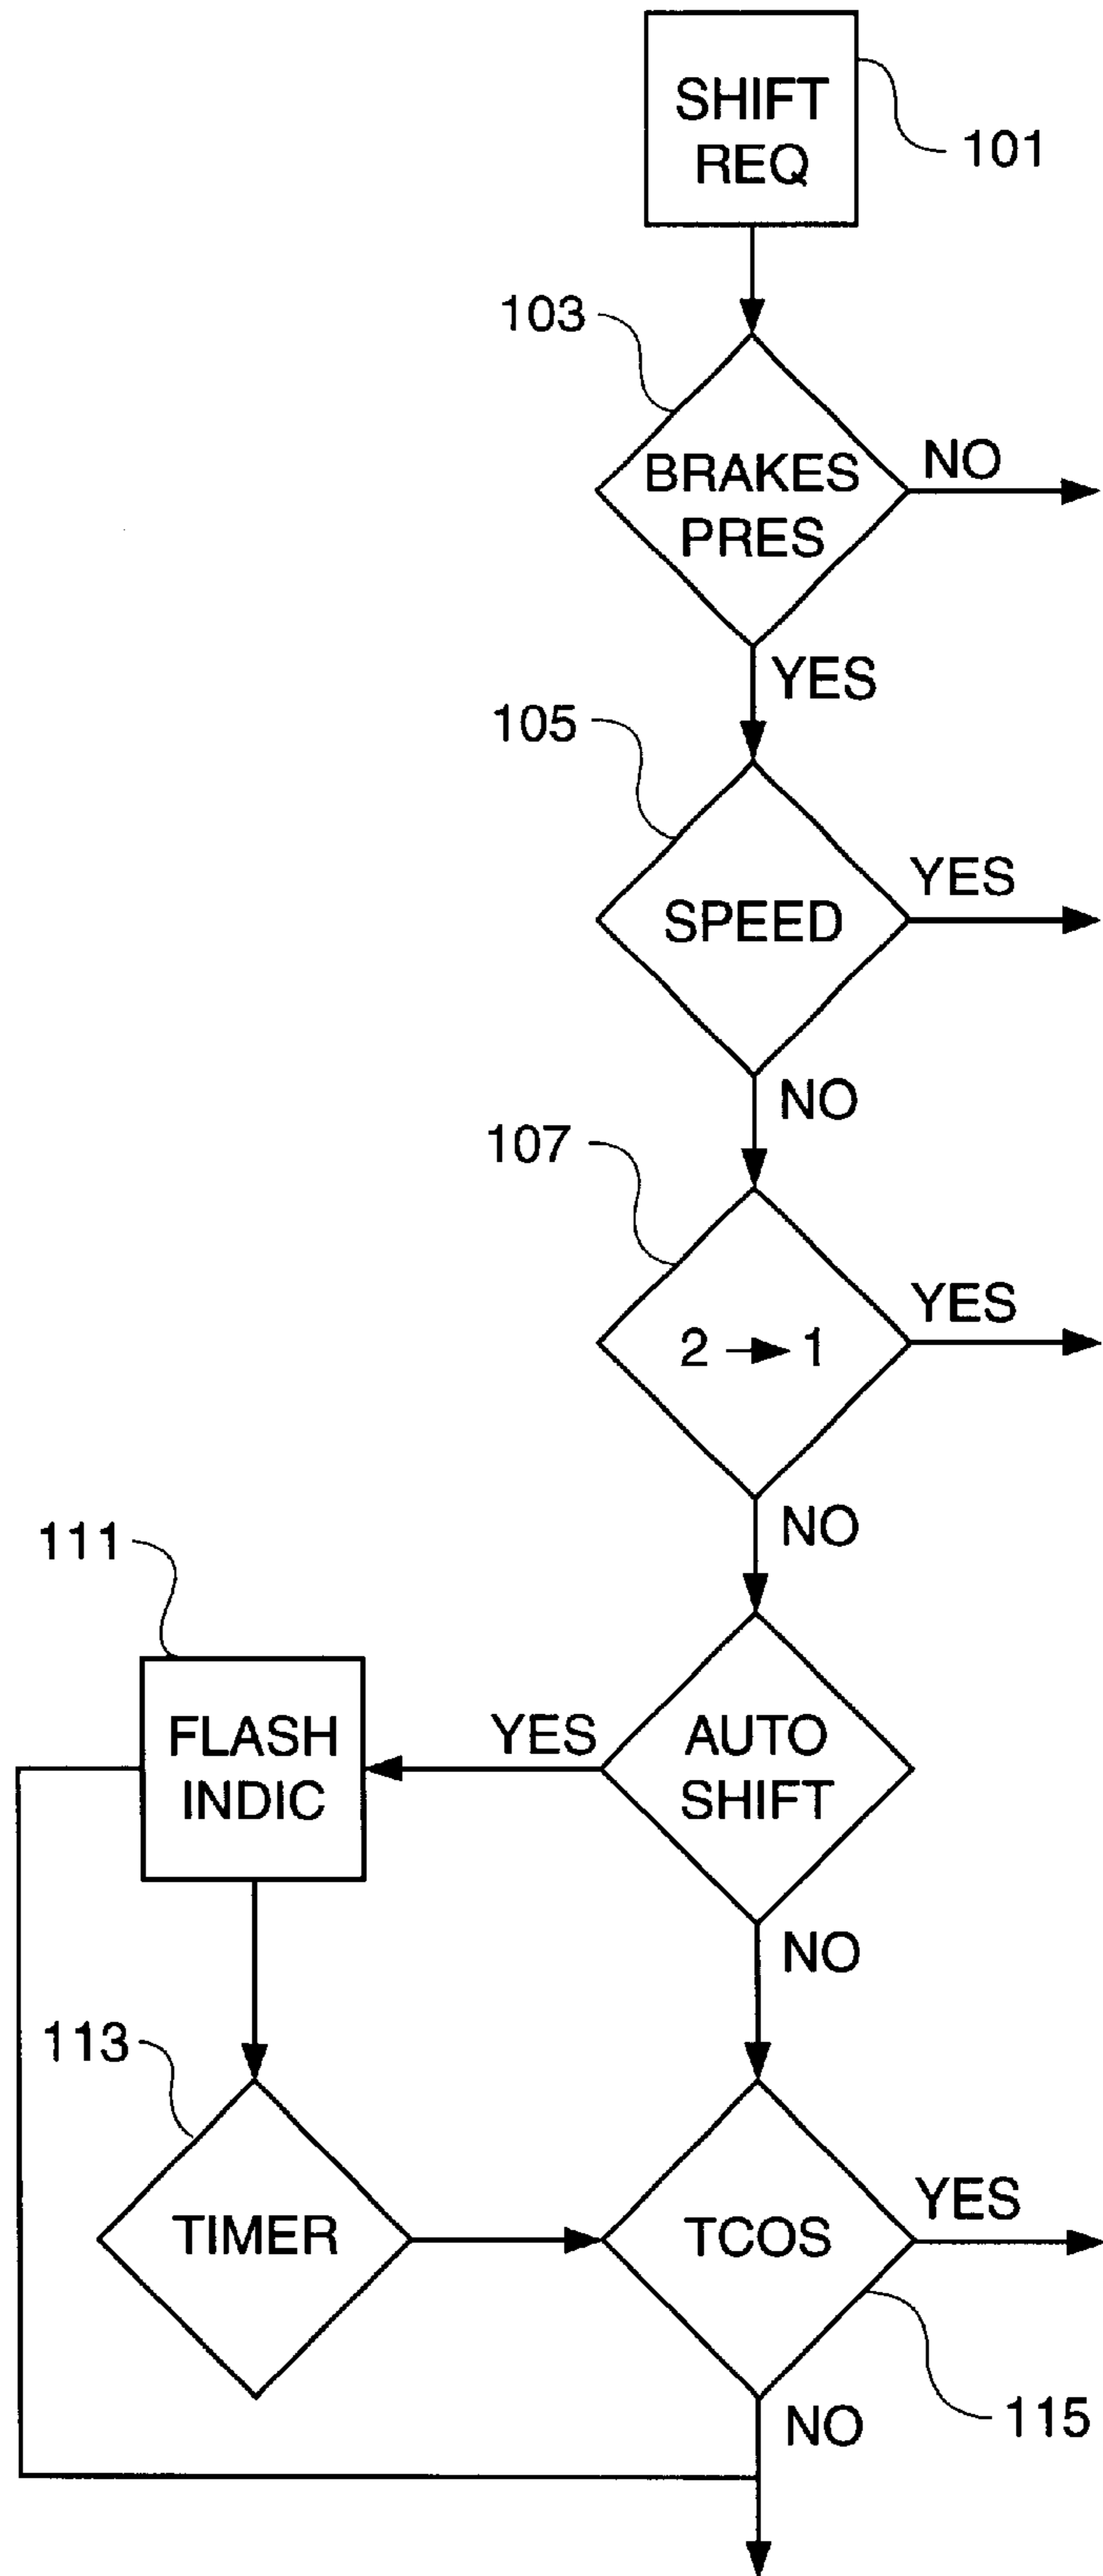 SHIFT
REQ
101
103
BRAKES
PRES
NO
YES
105
SPEED
YES
NO
107
2 → 1
YES
NO
111
FLASH
INDIC
YES
AUTO
SHIFT
NO
113
TIMER
TCOS
YES
NO
115